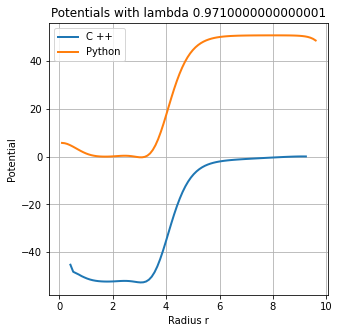 Potentials with lambda 0.9710000000000001
C ++
Python
40
20
0
−20
−40
Potential
0
2
4
6
8
10
Radius r